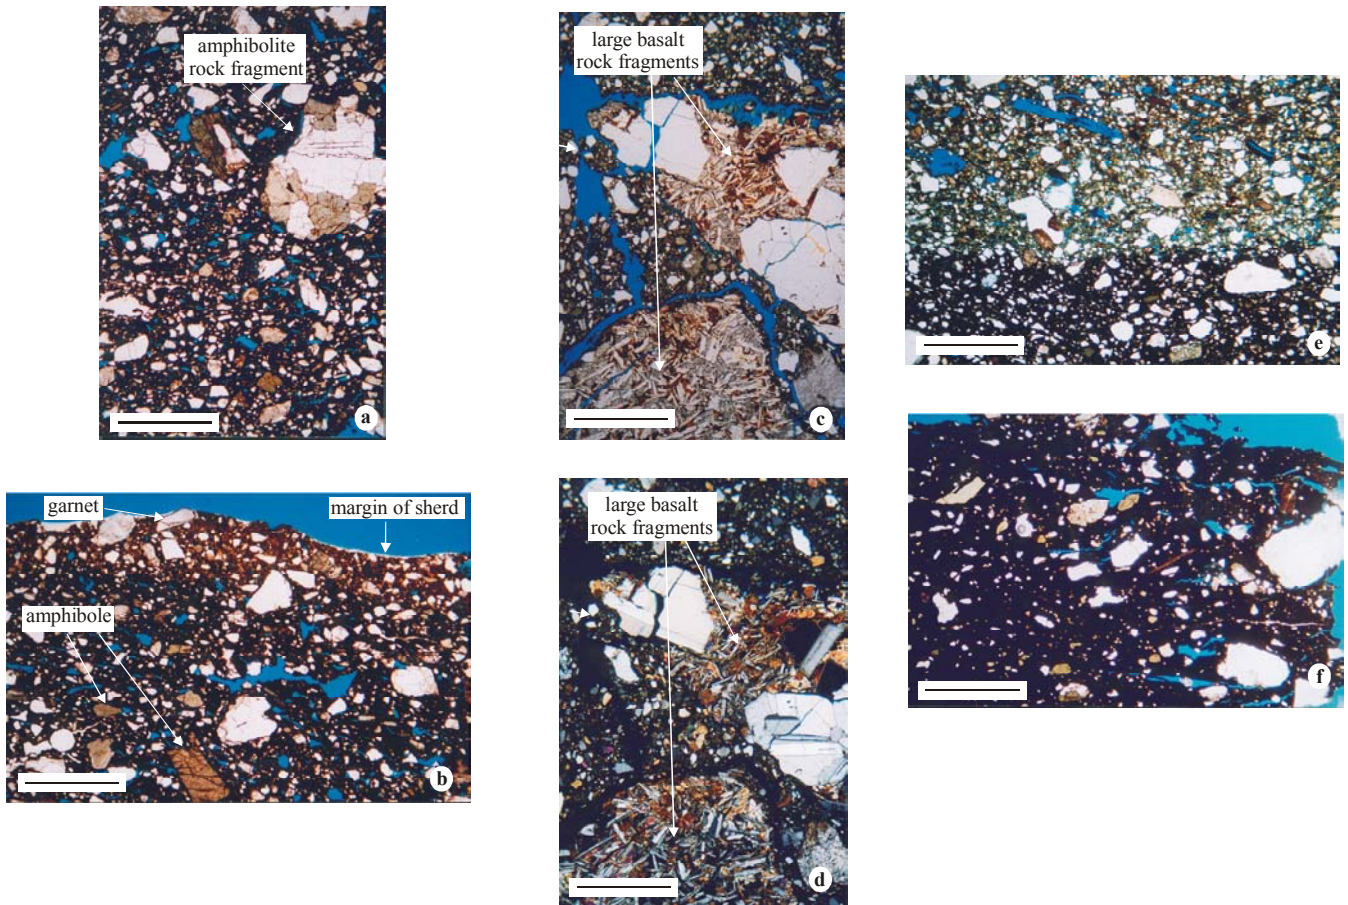 amphibolite
rock fragment
a
garnet
margin of sherd
amphibole
b
large basalt
rock fragments
c
large basalt
rock fragments
d
e
f